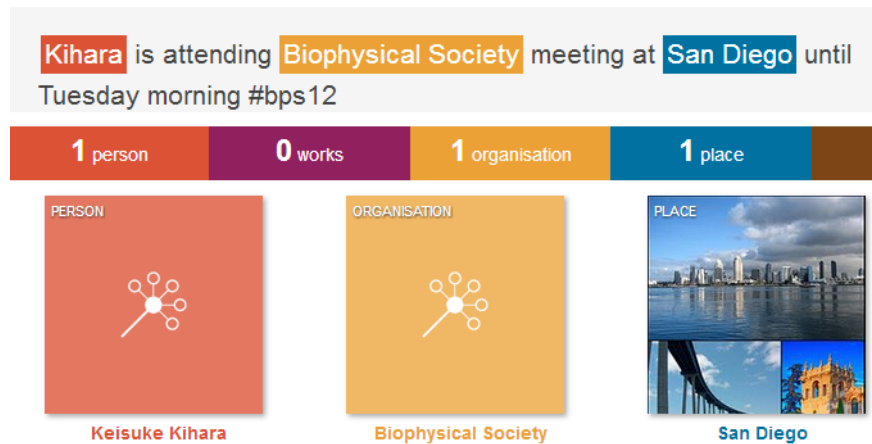 Kihara is attending Biophysical Society meeting at San Diego until
Tuesday morning #bps12
1 person 0 works 1 organisation 1 place
PERSON ORGANISATION PLACE
Keisuke Kihara Biophysical Society San Diego